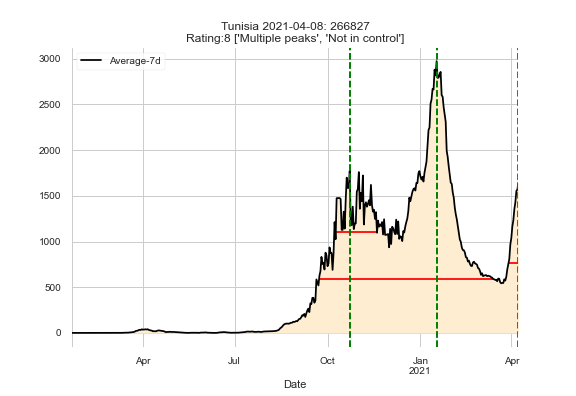 Tunisia 2021-04-08: 266827
Rating:8 ['Multiple peaks', 'Not in control']
Average-7d
3000
2500
2000
1500
1000
500
0
Apr
Jul
Oct
Jan
2021
Apr
Date